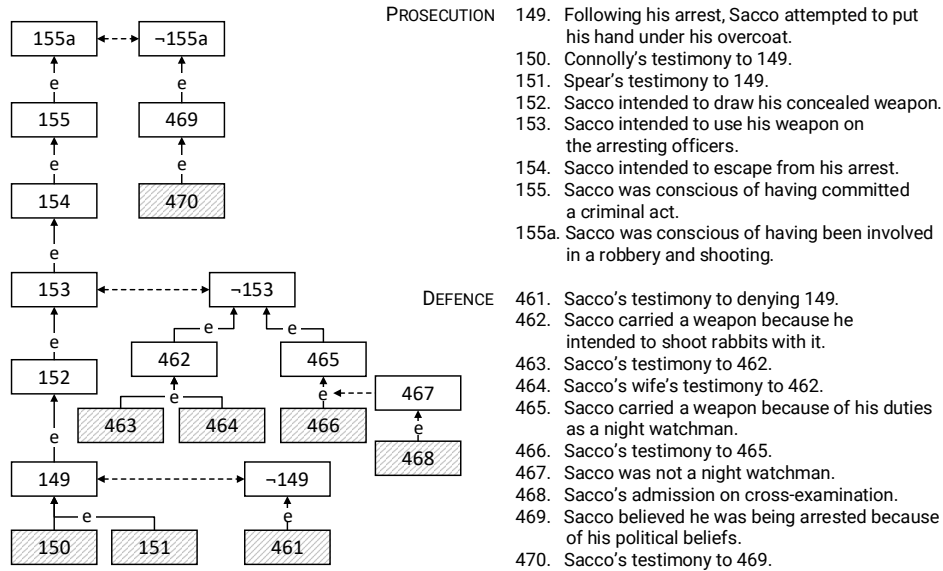 155a
¬155a
e
e
155
469
e
e
154
470
e
153
¬153
e
e
e
462
465
152
e
e
467
463
464
466
e
e
468
149
¬149
e
e
150
151
461
PROSECUTION
149. Following his arrest, Sacco attempted to put
his hand under his overcoat.
150. Connolly's testimony to 149.
151. Spear's testimony to 149.
152. Sacco intended to draw his concealed weapon.
153. Sacco intended to use his weapon on
the arresting officers.
154. Sacco intended to escape from his arrest.
155. Sacco was conscious of having committed
a criminal act.
155a. Sacco was conscious of having been involved
in a robbery and shooting.
DEFENCE
461. Sacco's testimony to denying 149.
462. Sacco carried a weapon because he
intended to shoot rabbits with it.
463. Sacco's testimony to 462.
464. Sacco's wife's testimony to 462.
465. Sacco carried a weapon because of his duties
as a night watchman.
466. Sacco's testimony to 465.
467. Sacco was not a night watchman.
468. Sacco's admission on cross-examination.
469. Sacco believed he was being arrested because
of his political beliefs.
470. Sacco's testimony to 469.